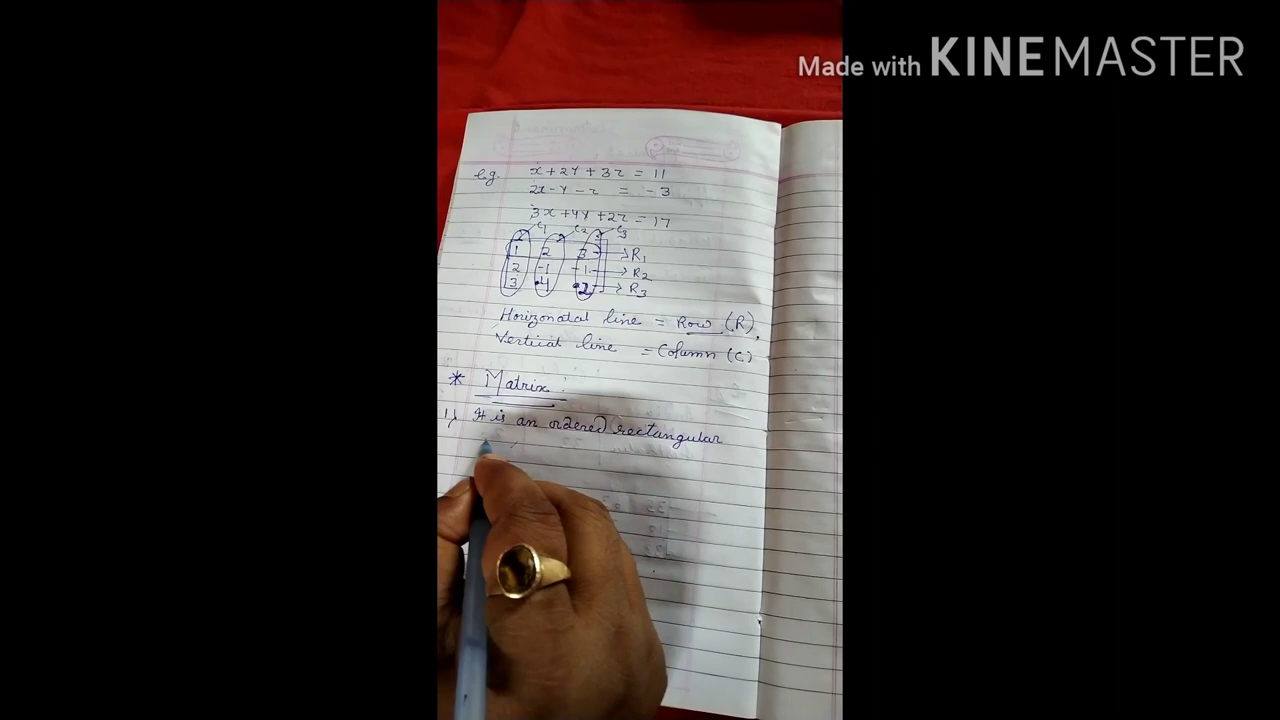 Made with KINEMASTER
e.g. x + 2y + 3z = 11
2x - y - z = -3
3x + 4y + 2z = 17
C1 C2 C3
1 2 3 → R1
2 -1 -1 → R2
3 4 2 → R3
Horizonatal line = Row (R),
Vertical line = Column (C)
* Matrix :
1) It is an ordered rectangular